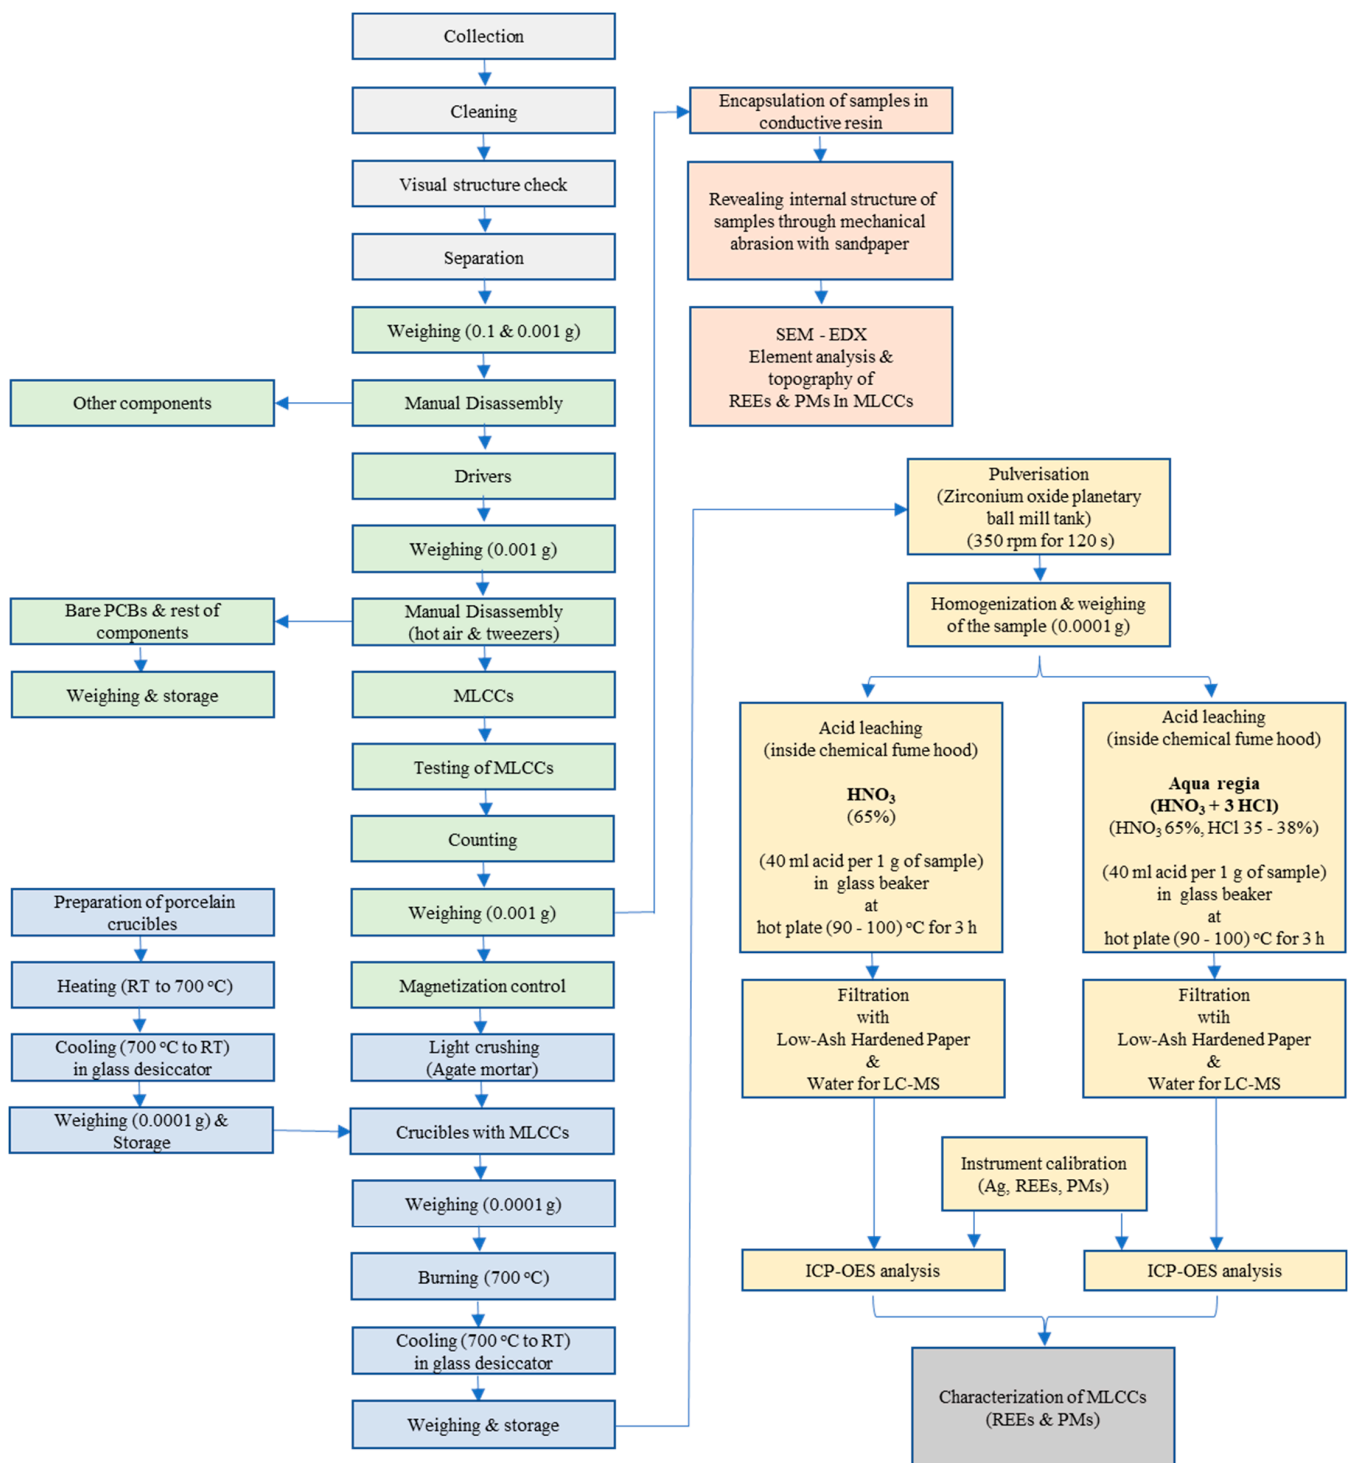 Collection
Cleaning
Visual structure check
Separation
Weighing (0.1 & 0.001 g)
Manual Disassembly
Other components
Drivers
Weighing (0.001 g)
Manual Disassembly
(hot air & tweezers)
Bare PCBs & rest of
components
Weighing & storage
MLCCs
Testing of MLCCs
Counting
Weighing (0.001 g)
Magnetization control
Preparation of porcelain
crucibles
Heating (RT to 700 °C)
Cooling (700 °C to RT)
in glass desiccator
Weighing (0.0001 g) &
Storage
Light crushing
(Agate mortar)
Crucibles with MLCCs
Weighing (0.0001 g)
Burning (700 °C)
Cooling (700 °C to RT)
in glass desiccator
Weighing & storage
Encapsulation of samples in
conductive resin
Revealing internal structure of
samples through mechanical
abrasion with sandpaper
SEM - EDX
Element analysis &
topography of
REEs & PMs In MLCCs
Pulverisation
(Zirconium oxide planetary
ball mill tank)
(350 rpm for 120 s)
Homogenization & weighing
of the sample (0.0001 g)
Acid leaching
(inside chemical fume hood)
HNO₃
(65%)
(40 ml acid per 1 g of sample)
in glass beaker
at
hot plate (90 - 100) °C for 3 h
Acid leaching
(inside chemical fume hood)
Aqua regia
(HNO₃ + 3 HCl)
(HNO₃ 65%, HCl 35 - 38%)
(40 ml acid per 1 g of sample)
in glass beaker
at
hot plate (90 - 100) °C for 3 h
Filtration
with
Low-Ash Hardened Paper
&
Water for LC-MS
Filtration
wtih
Low-Ash Hardened Paper
&
Water for LC-MS
Instrument calibration
(Ag, REEs, PMs)
ICP-OES analysis
ICP-OES analysis
Characterization of MLCCs
(REEs & PMs)